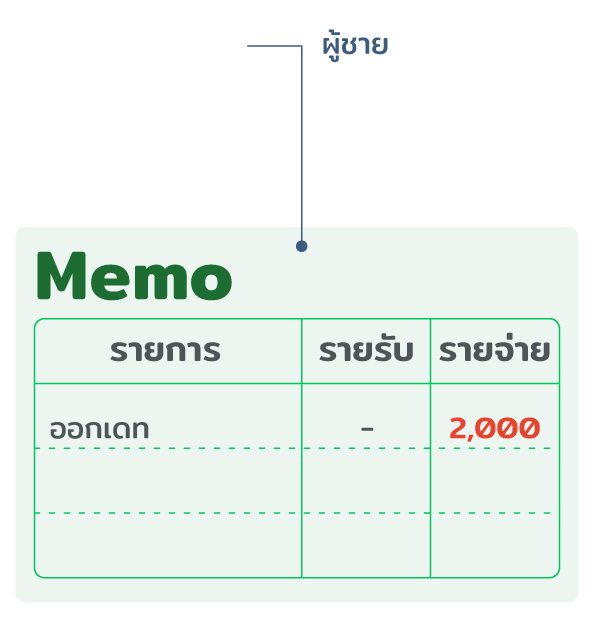 ผู้ชาย
Memo
รายการ รายรับ รายจ่าย
ออกเดท - 2,000